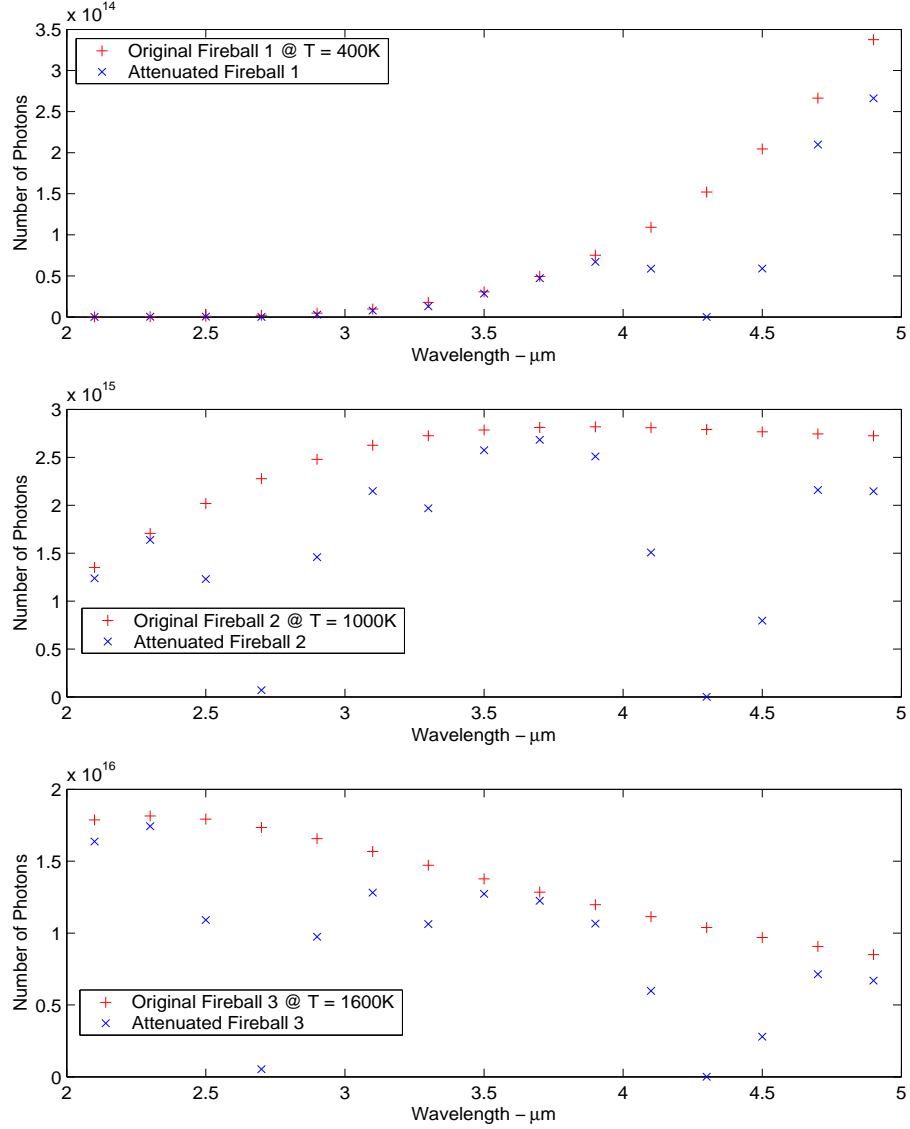 x 10^14
3.5
3
2.5
2
1.5
1
0.5
0
Number of Photons
Original Fireball 1 @ T = 400K
Attenuated Fireball 1
2 2.5 3 3.5 4 4.5 5
Wavelength – μm
x 10^15
3
2.5
2
1.5
1
0.5
0
Number of Photons
Original Fireball 2 @ T = 1000K
Attenuated Fireball 2
2 2.5 3 3.5 4 4.5 5
Wavelength – μm
x 10^16
2
1.5
1
0.5
0
Number of Photons
Original Fireball 3 @ T = 1600K
Attenuated Fireball 3
2 2.5 3 3.5 4 4.5 5
Wavelength – μm